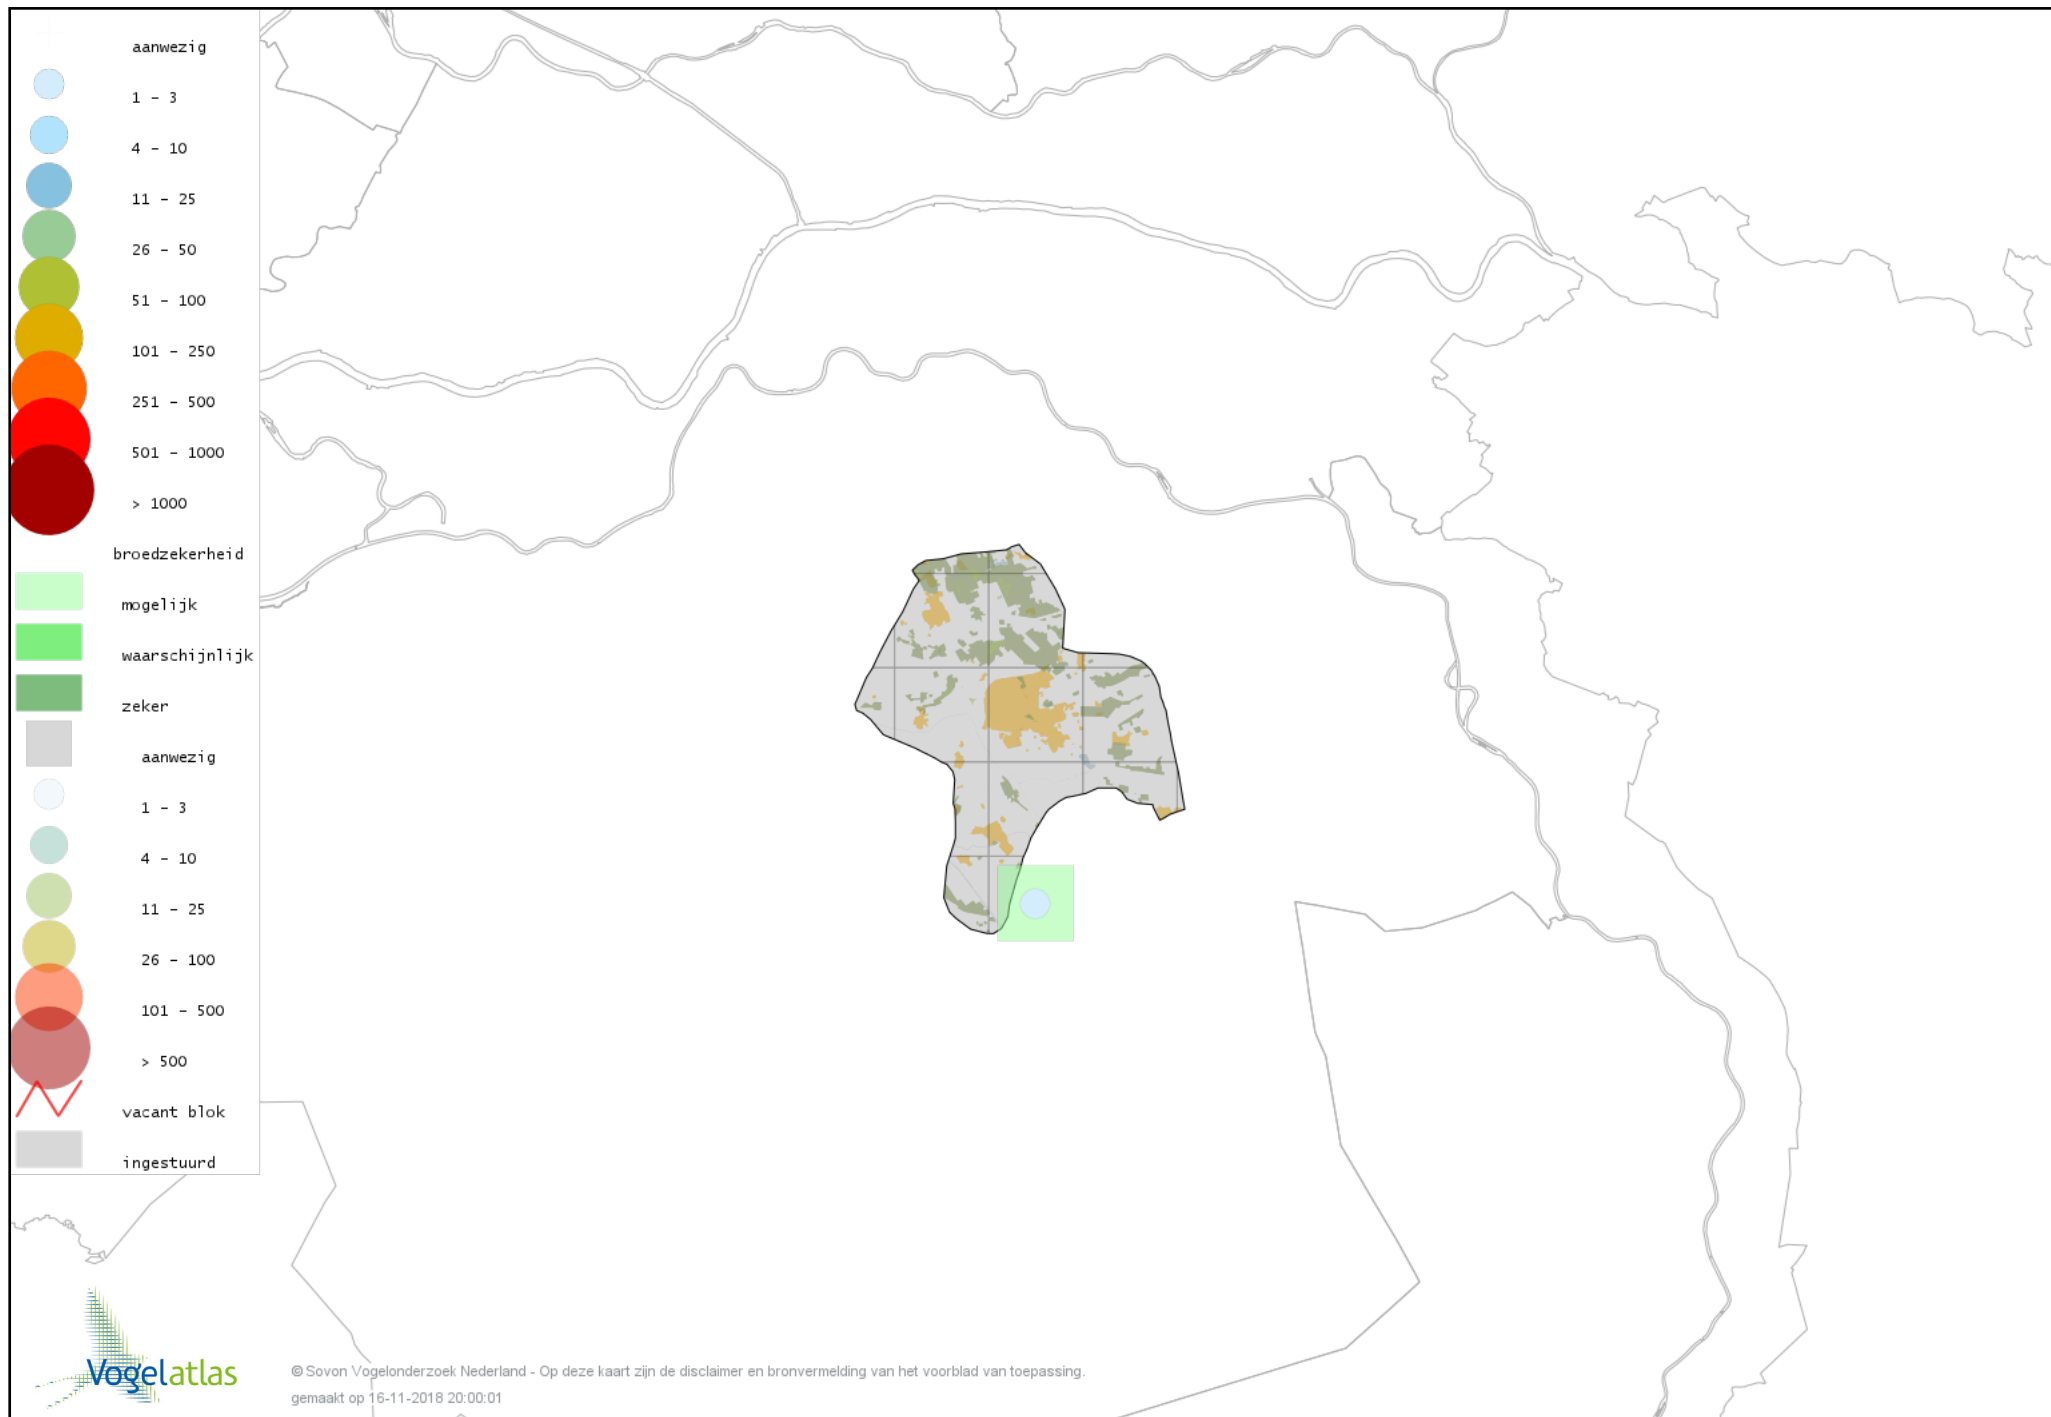 aanwezig
1 - 3
4 - 10
11 - 25
26 - 50
51 - 100
101 - 250
251 - 500
501 - 1000
> 1000
broedzekerheid
mogelijk
waarschijnlijk
zeker
aanwezig
1 - 3
4 - 10
11 - 25
26 - 100
101 - 500
> 500
vacant blok
ingestuurd
Vogelatlas
© Sovon Vogelonderzoek Nederland - Op deze kaart zijn de disclaimer en bronvermelding van het voorblad van toepassing.
gemaakt op 16-11-2018 20:00:01